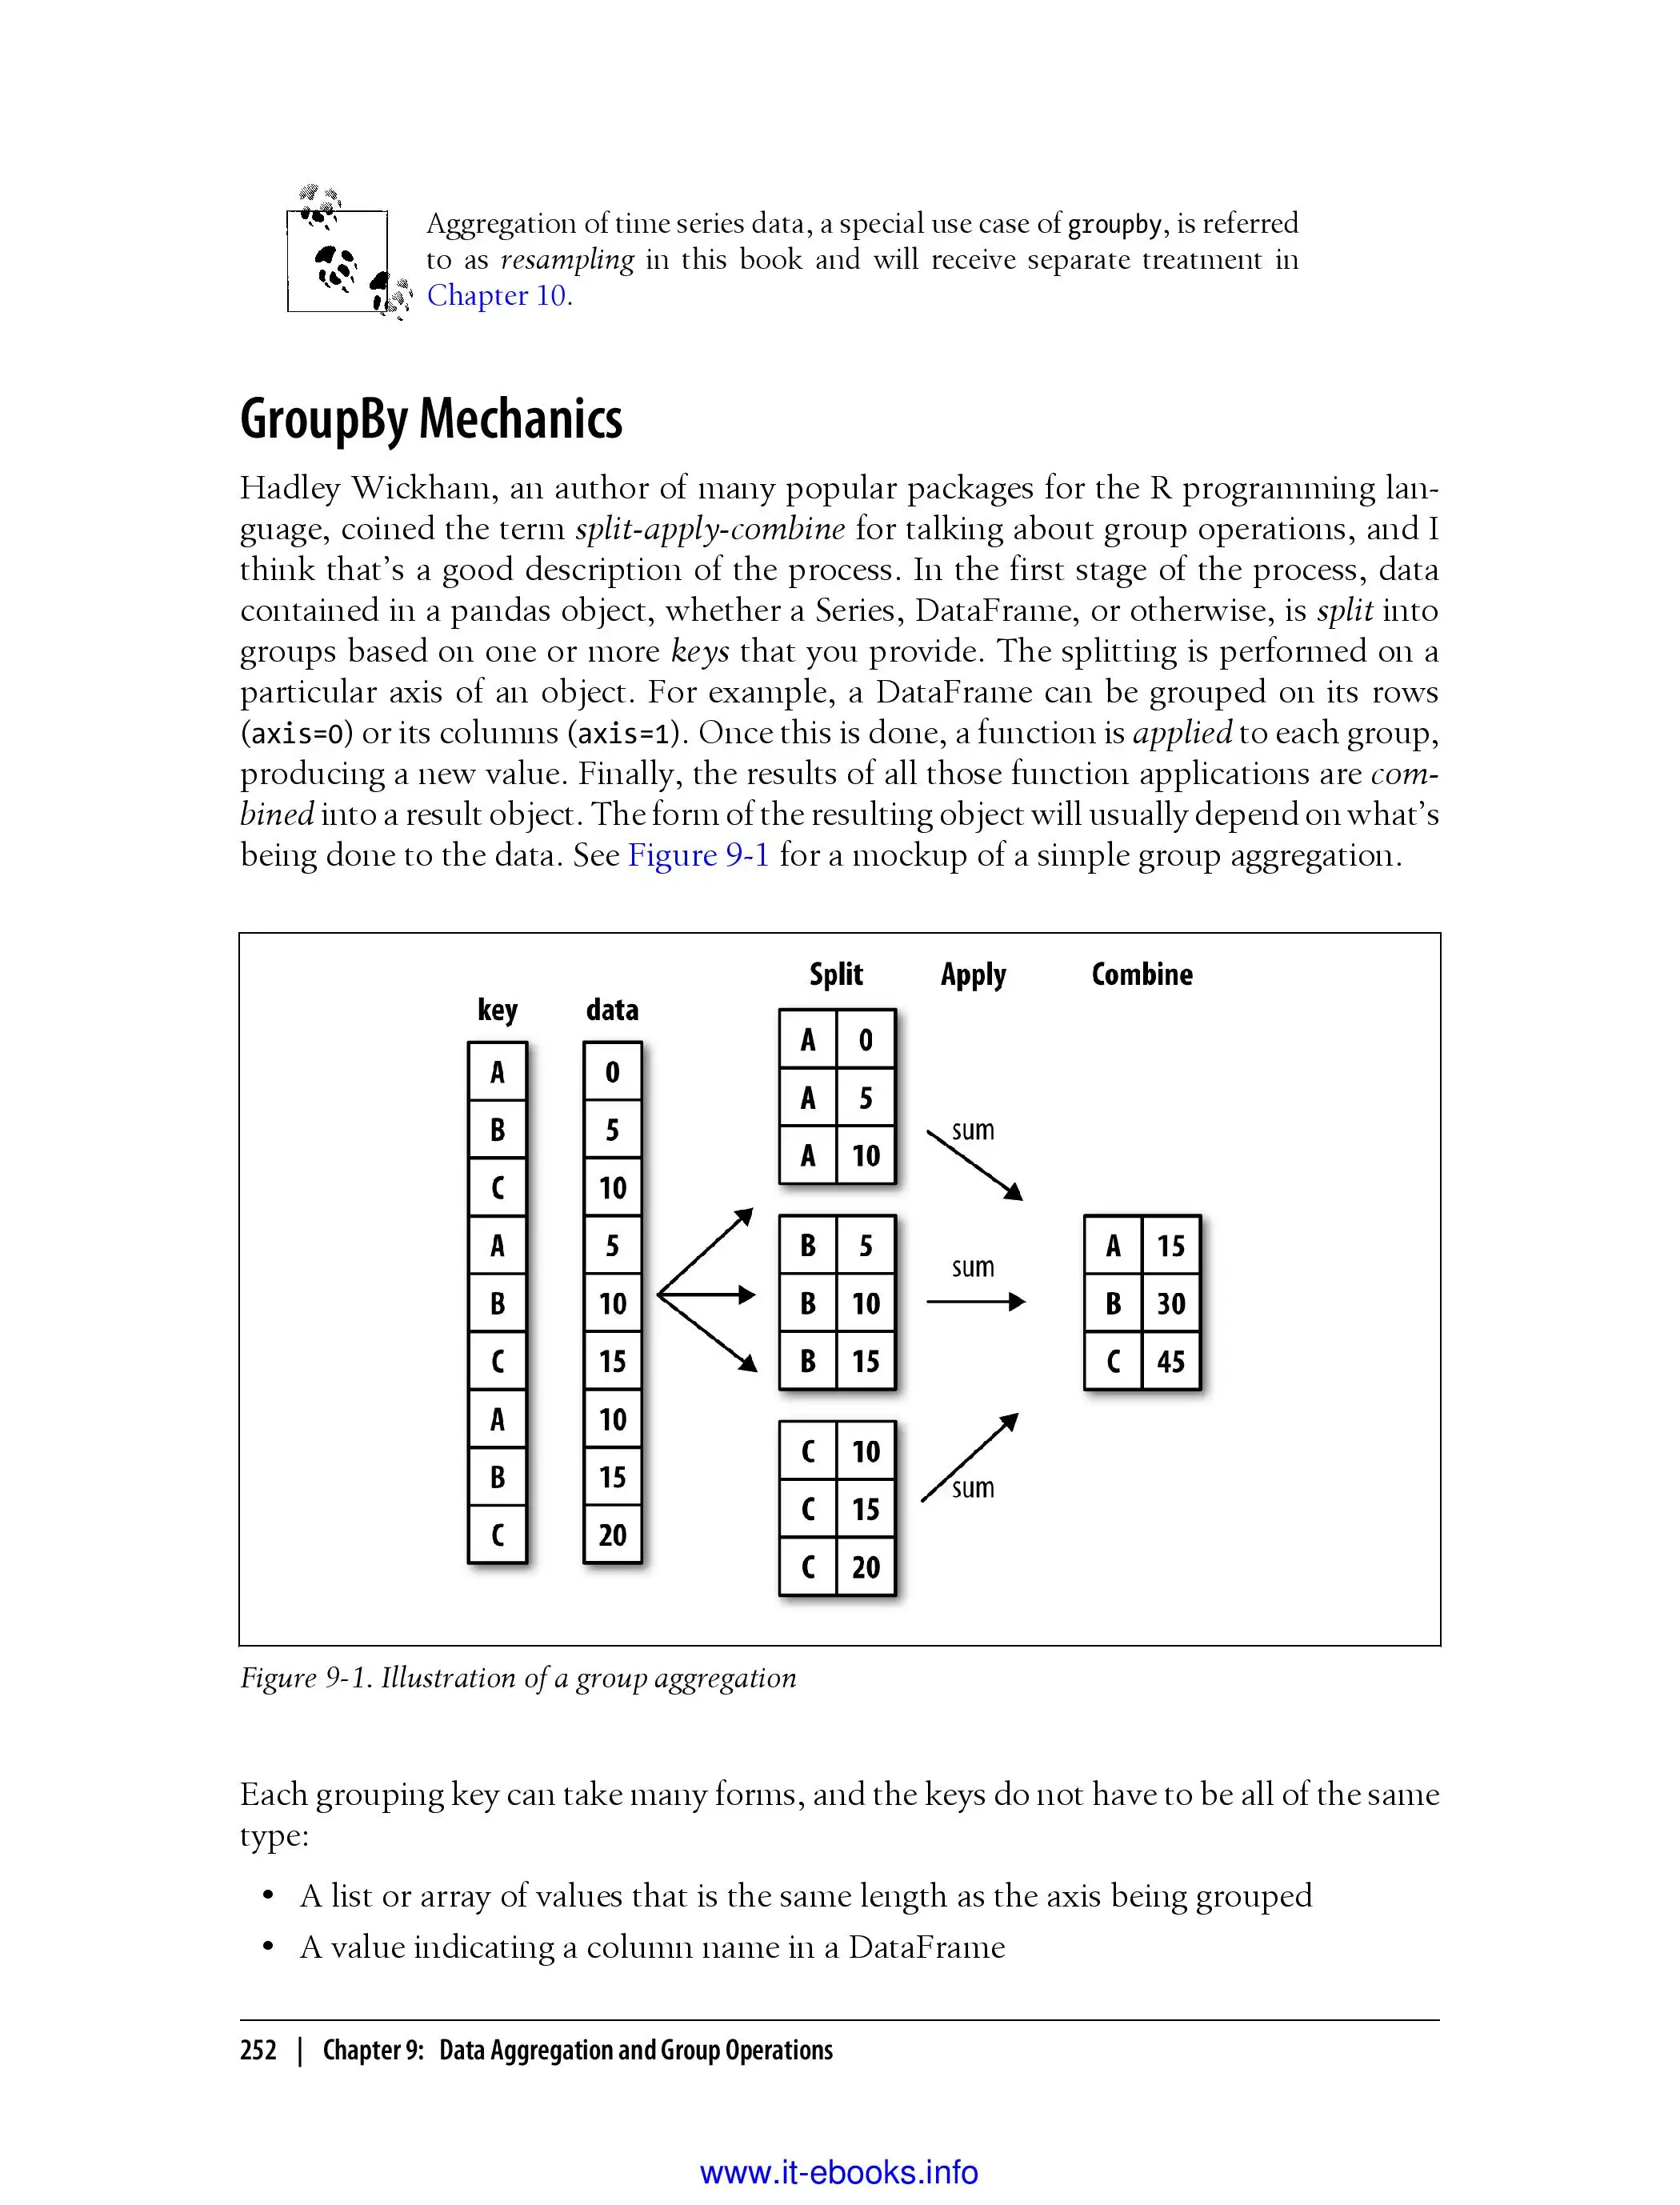 Aggregation of time series data, a special use case of groupby, is referred
to as resampling in this book and will receive separate treatment in
Chapter 10.
GroupBy Mechanics
Hadley Wickham, an author of many popular packages for the R programming lan-
guage, coined the term split-apply-combine for talking about group operations, and I
think that’s a good description of the process. In the first stage of the process, data
contained in a pandas object, whether a Series, DataFrame, or otherwise, is split into
groups based on one or more keys that you provide. The splitting is performed on a
particular axis of an object. For example, a DataFrame can be grouped on its rows
(axis=0) or its columns (axis=1). Once this is done, a function is applied to each group,
producing a new value. Finally, the results of all those function applications are com-
bined into a result object. The form of the resulting object will usually depend on what’s
being done to the data. See Figure 9-1 for a mockup of a simple group aggregation.
key
A
B
C
A
B
C
A
B
C
data
0
5
10
5
10
15
10
15
20
Split
A 0
A 5
A 10
B 5
B 10
B 15
C 10
C 15
C 20
Apply
sum
sum
sum
Combine
A 15
B 30
C 45
Figure 9-1. Illustration of a group aggregation
Each grouping key can take many forms, and the keys do not have to be all of the same
type:
• A list or array of values that is the same length as the axis being grouped
• A value indicating a column name in a DataFrame
252 | Chapter 9: Data Aggregation and Group Operations
www.it-ebooks.info